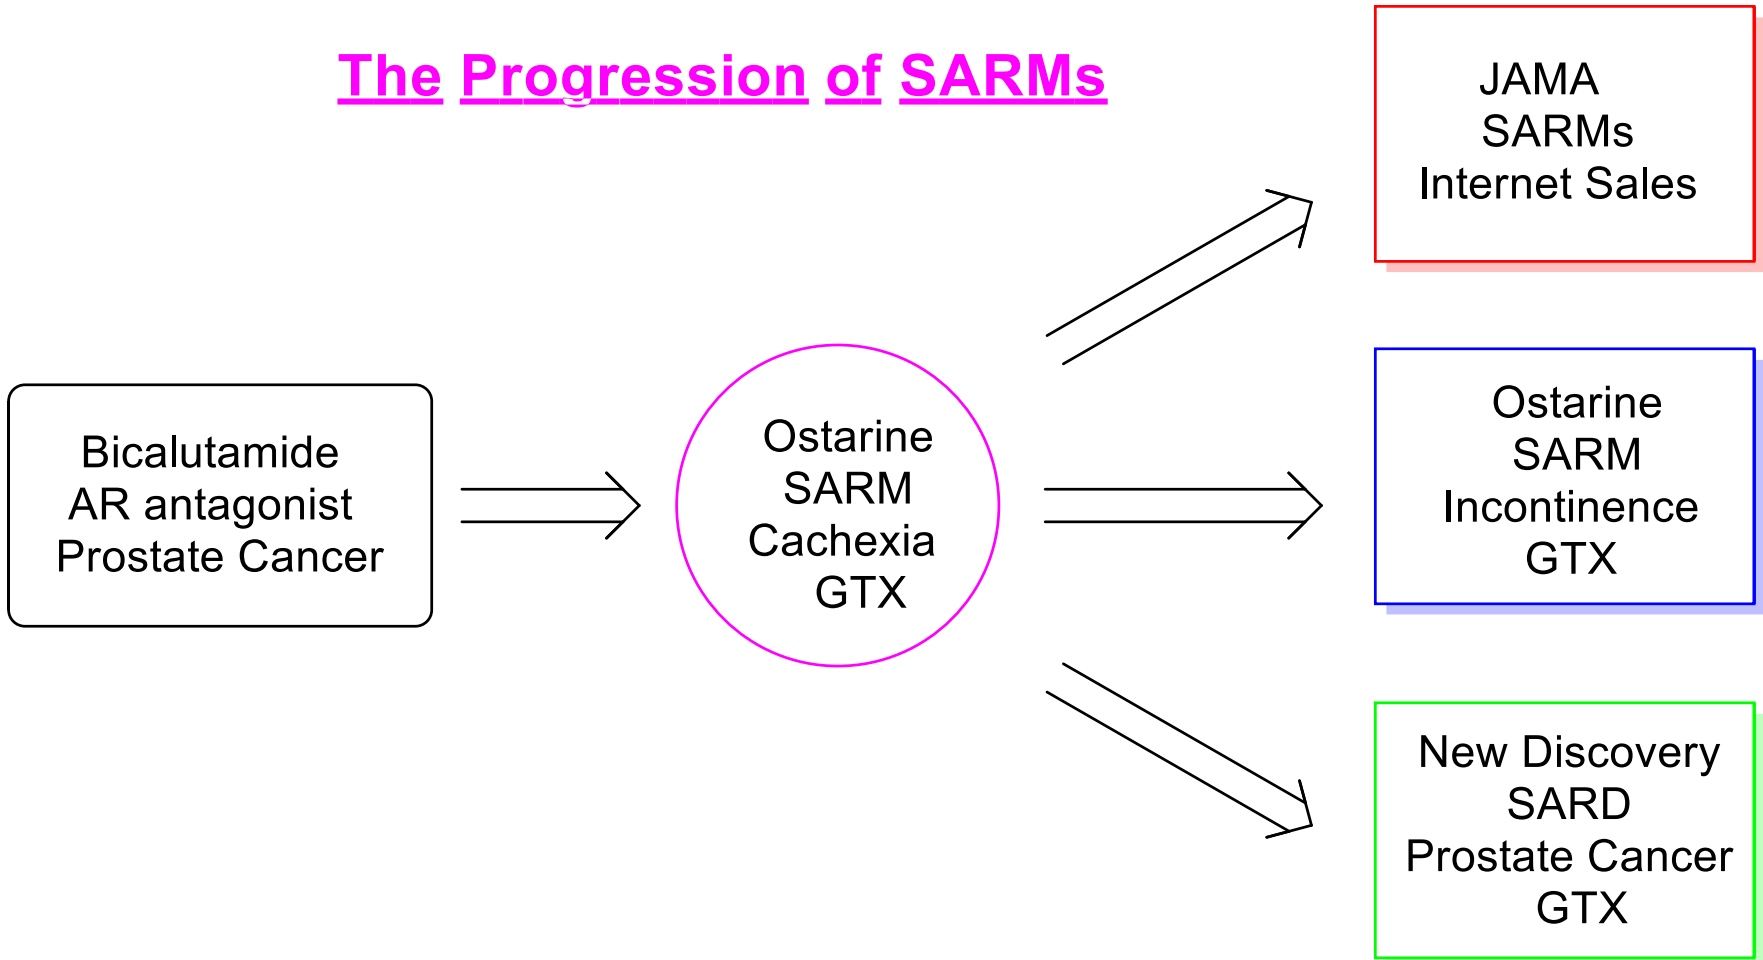 The Progression of SARMs
Bicalutamide
AR antagonist
Prostate Cancer
Ostarine
SARM
Cachexia
GTX
JAMA
SARMs
Internet Sales
Ostarine
SARM
Incontinence
GTX
New Discovery
SARD
Prostate Cancer
GTX